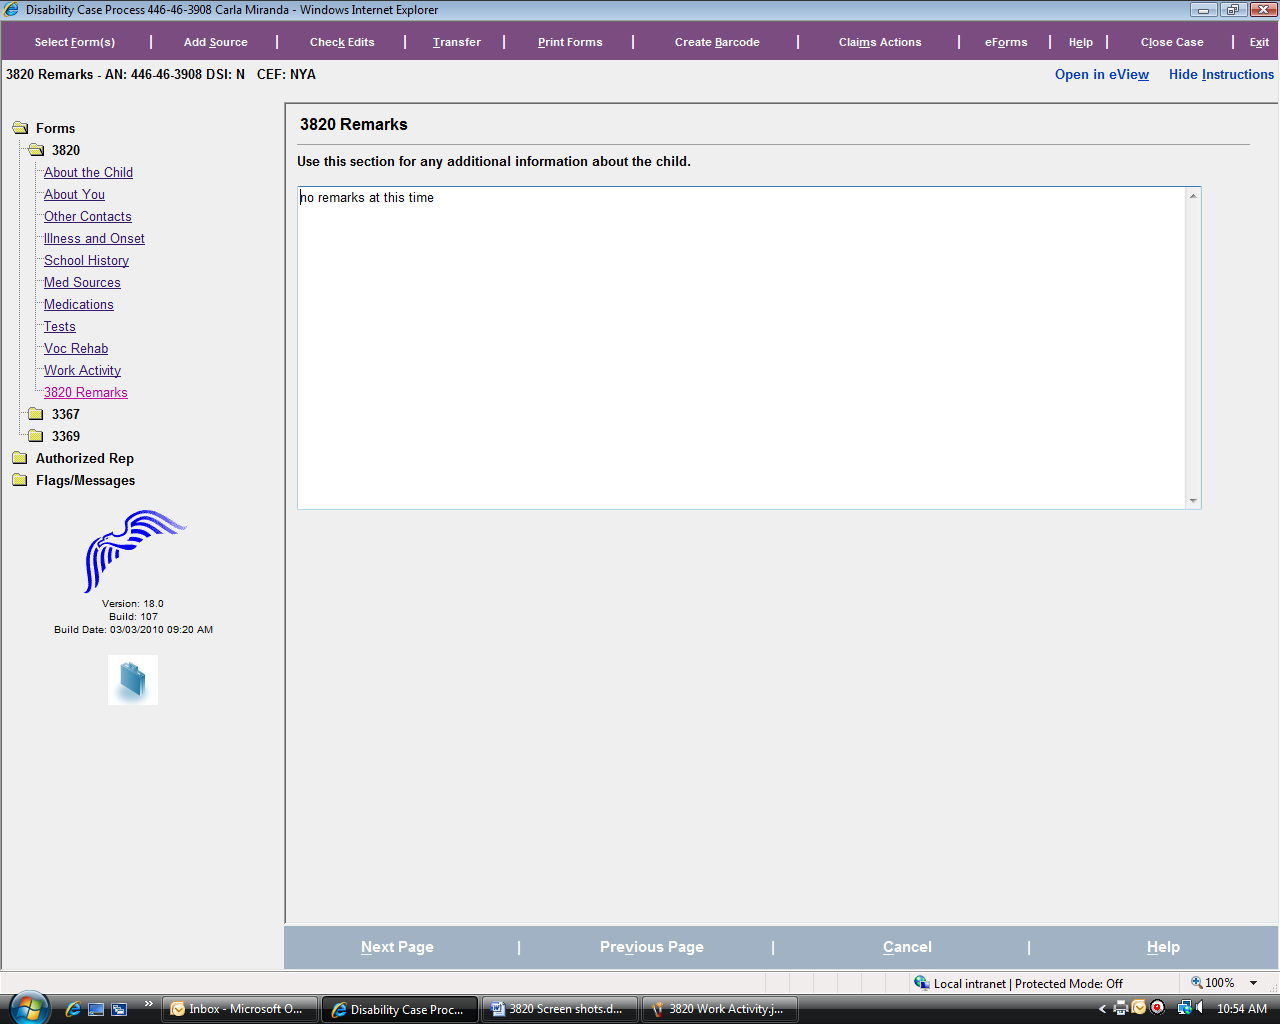 Disability Case Process 446-46-3908 Carla Miranda - Windows Internet Explorer
Select Form(s) | Add Source | Check Edits | Transfer | Print Forms | Create Barcode | Claims Actions | eForms | Help | Close Case | Exit
3820 Remarks - AN: 446-46-3908 DSI: N CEF: NYA
Open in eView Hide Instructions
Forms
3820
About the Child
About You
Other Contacts
Illness and Onset
School History
Med Sources
Medications
Tests
Voc Rehab
Work Activity
3820 Remarks
3367
3369
Authorized Rep
Flags/Messages
Version: 18.0
Build: 107
Build Date: 03/03/2010 09:20 AM
3820 Remarks
Use this section for any additional information about the child.
no remarks at this time
Next Page | Previous Page | Cancel | Help
Local intranet | Protected Mode: Off 100%
» Inbox - Microsoft O... Disability Case Proc... 3820 Screen shots.d... 3820 Work Activity.j... 10:54 AM